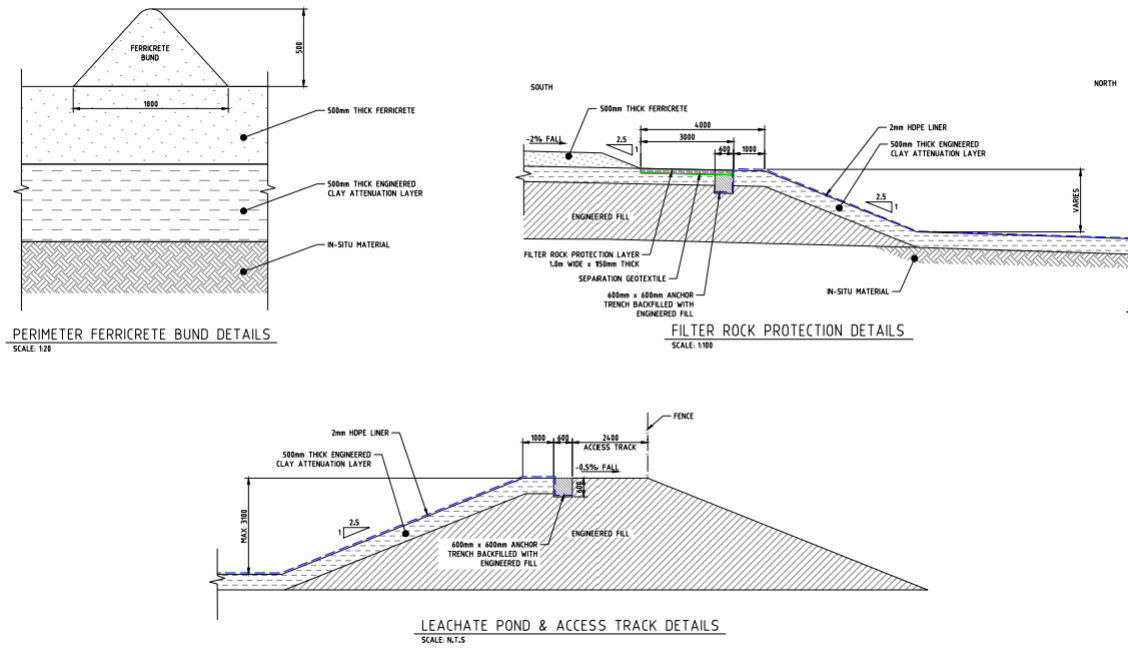 FERRICRETE
BUND
500
1000
500mm THICK FERRICRETE
500mm THICK ENGINEERED
CLAY ATTENUATION LAYER
IN-SITU MATERIAL
PERIMETER FERRICRETE BUND DETAILS
SCALE: 1:20
SOUTH
NORTH
500mm THICK FERRICRETE
4000
3000
600
1000
-2% FALL
2.5
1
2mm HDPE LINER
500mm THICK ENGINEERED
CLAY ATTENUATION LAYER
2.5
1
VARIES
ENGINEERED FILL
FILTER ROCK PROTECTION LAYER
1.0m WIDE x 150mm THICK
SEPARATION GEOTEXTILE
600mm x 600mm ANCHOR
TRENCH BACKFILLED WITH
ENGINEERED FILL
IN-SITU MATERIAL
FILTER ROCK PROTECTION DETAILS
SCALE: 1:100
FENCE
2mm HDPE LINER
1000
600
2400
ACCESS TRACK
500mm THICK ENGINEERED
CLAY ATTENUATION LAYER
-0.5% FALL
600
MAX 3100
2.5
1
600mm x 600mm ANCHOR
TRENCH BACKFILLED WITH
ENGINEERED FILL
ENGINEERED FILL
LEACHATE POND & ACCESS TRACK DETAILS
SCALE: N.T.S